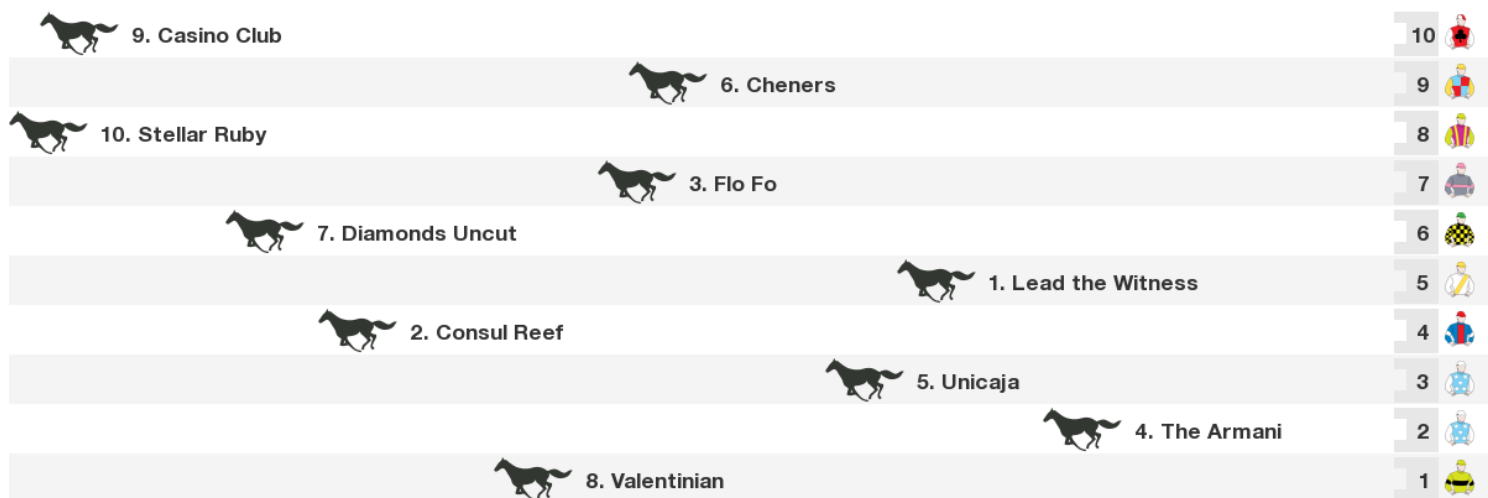 9. Casino Club 10
6. Cheners 9
10. Stellar Ruby 8
3. Flo Fo 7
7. Diamonds Uncut 6
1. Lead the Witness 5
2. Consul Reef 4
5. Unicaja 3
4. The Armani 2
8. Valentinian 1